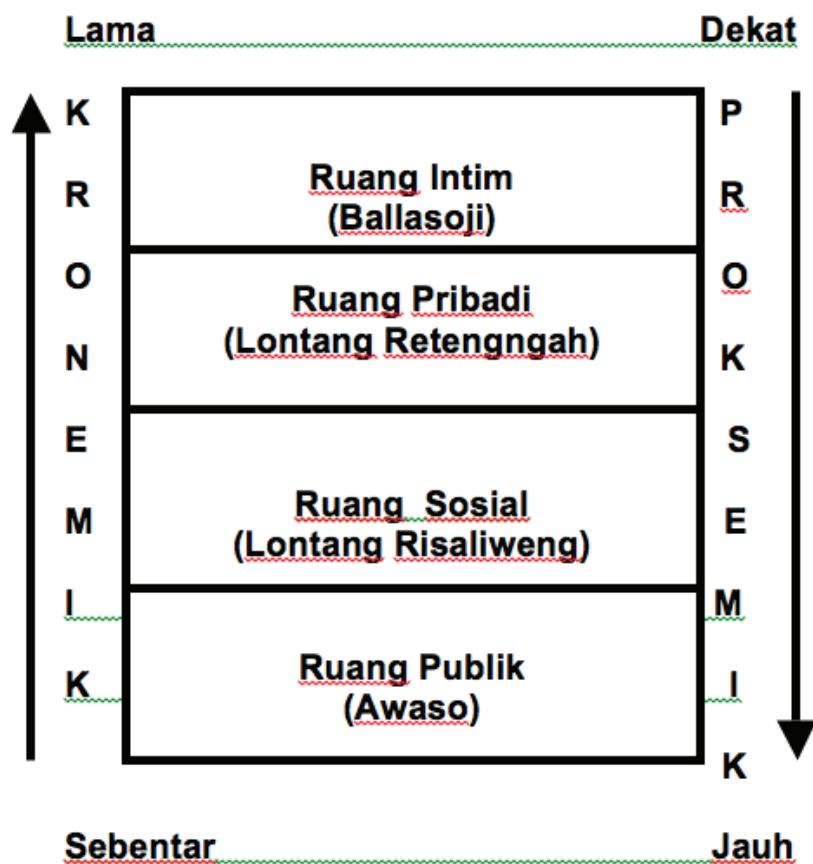 Lama Dekat
K P
Ruang Intim
R R
(Ballasoji)
O O
Ruang Pribadi
(Lontang Retengngah)
N K
E S
Ruang Sosial
M E
(Lontang Risaliweng)
I M
Ruang Publik
K I
(Awaso)
K
Sebentar Jauh